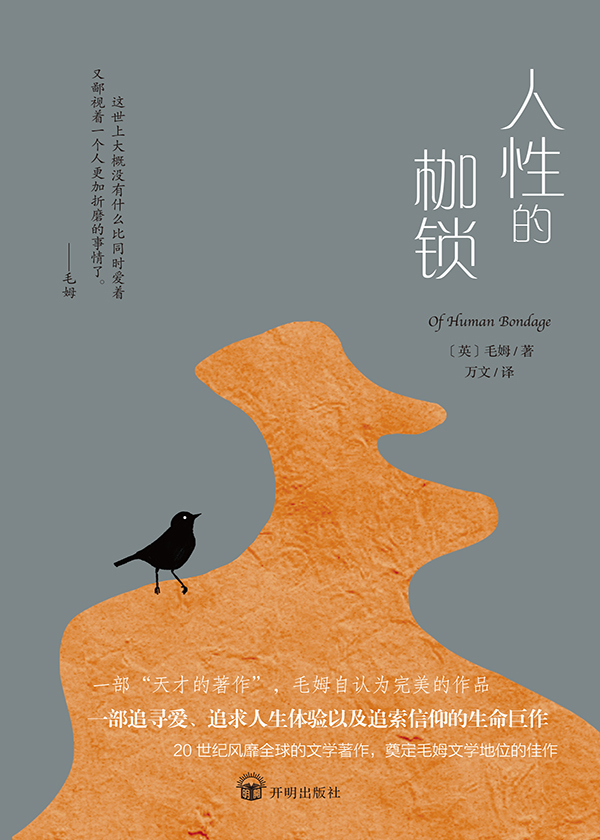 人性的
枷锁
Of Human Bondage
〔英〕毛姆/著
万文/译
这世上大概没有什么比同时爱着
又鄙视着一个人更加折磨的事情了。
——毛姆
一部“天才的著作”，毛姆自认为完美的作品
一部追寻爱、追求人生体验以及追索信仰的生命巨作
20世纪风靡全球的文学著作，奠定毛姆文学地位的佳作
开明出版社